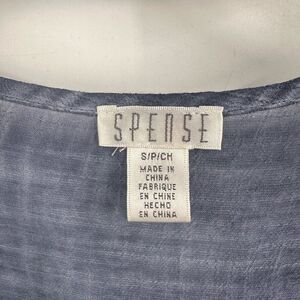 SPENSE
S/P/CH
MADE IN
CHINA
FABRIQUE
EN CHINE
HECHO
EN CHINA